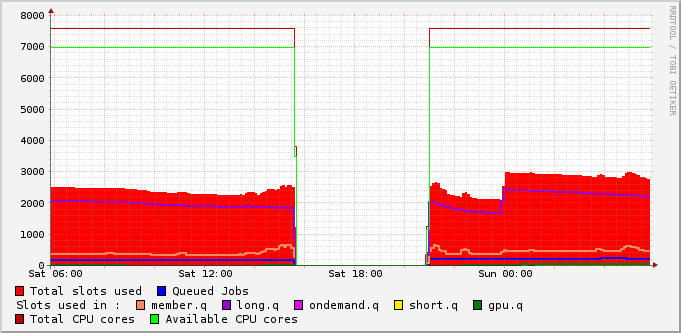 8000
7000
6000
5000
4000
3000
2000
1000
0
Sat 06:00 Sat 12:00 Sat 18:00 Sun 00:00
Total slots used Queued Jobs
Slots used in : member.q long.q ondemand.q short.q gpu.q
Total CPU cores Available CPU cores
RRDTOOL / TOBI OETIKER